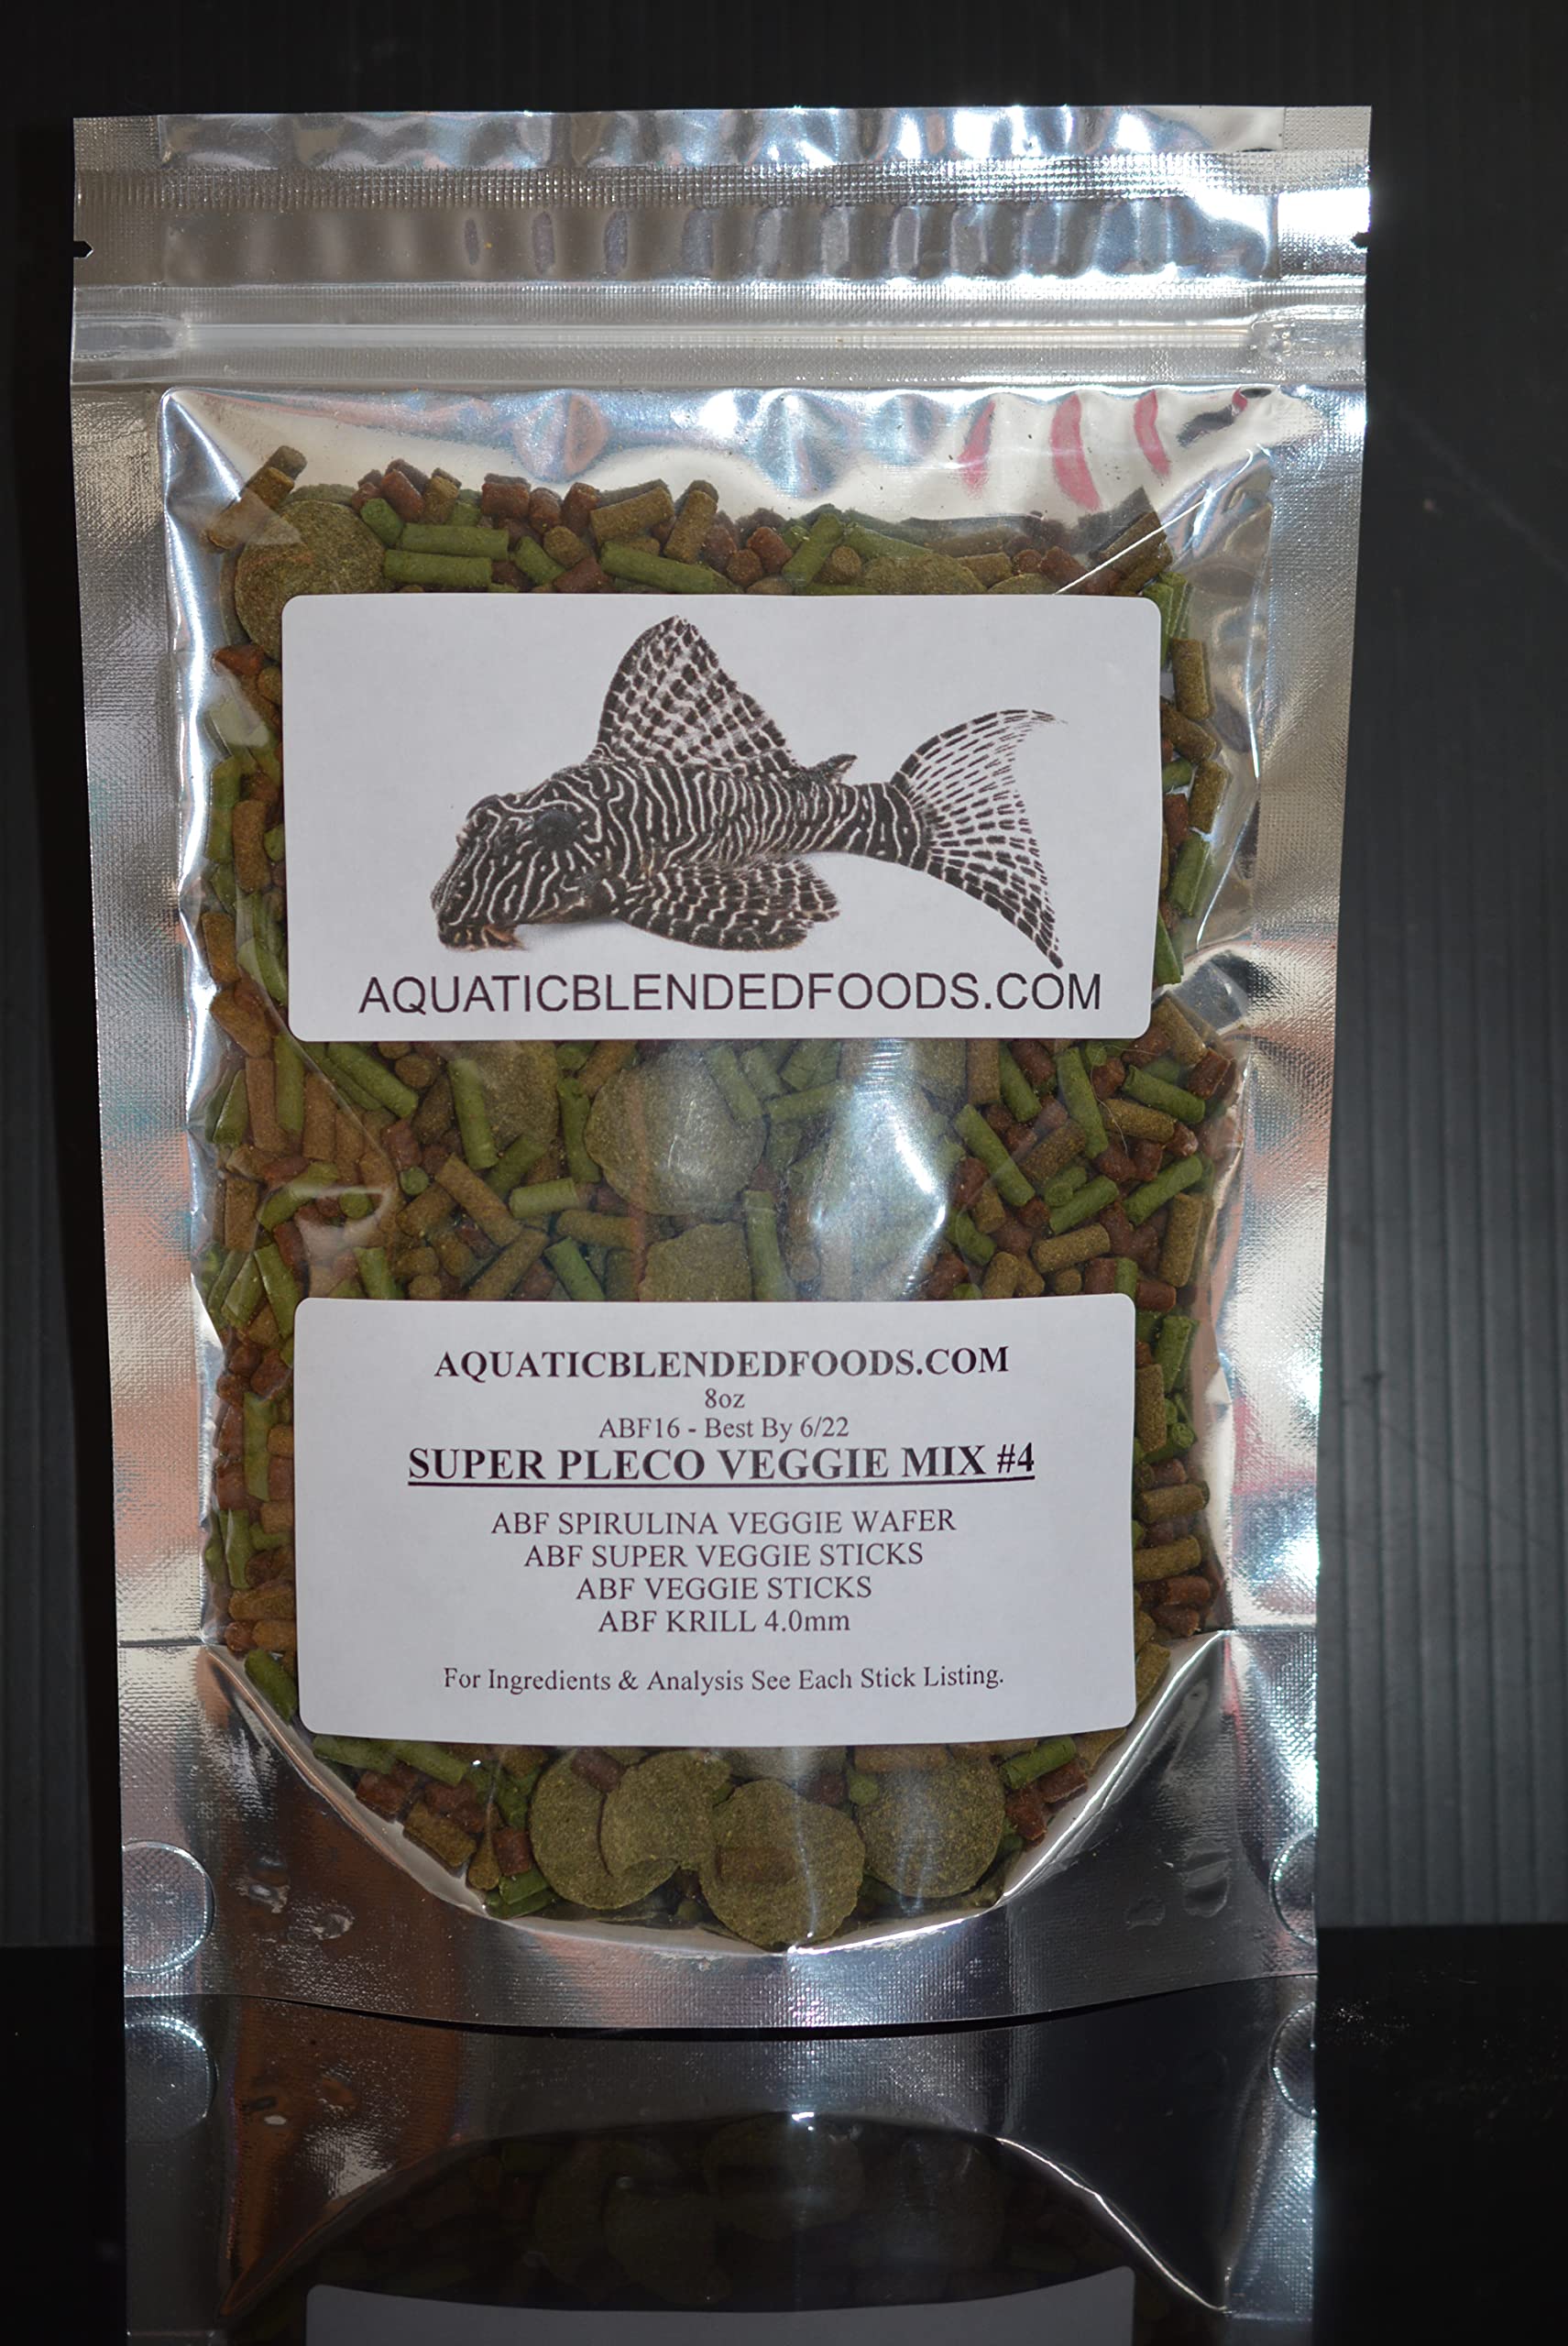 AQUATICBLENDEDFOODS.COM
AQUATICBLENDEDFOODS.COM
8oz
ABF16 - Best By 6/22
SUPER PLECO VEGGIE MIX #4
ABF SPIRULINA VEGGIE WAFER
ABF SUPER VEGGIE STICKS
ABF VEGGIE STICKS
ABF KRILL 4.0mm
For Ingredients & Analysis See Each Stick Listing.